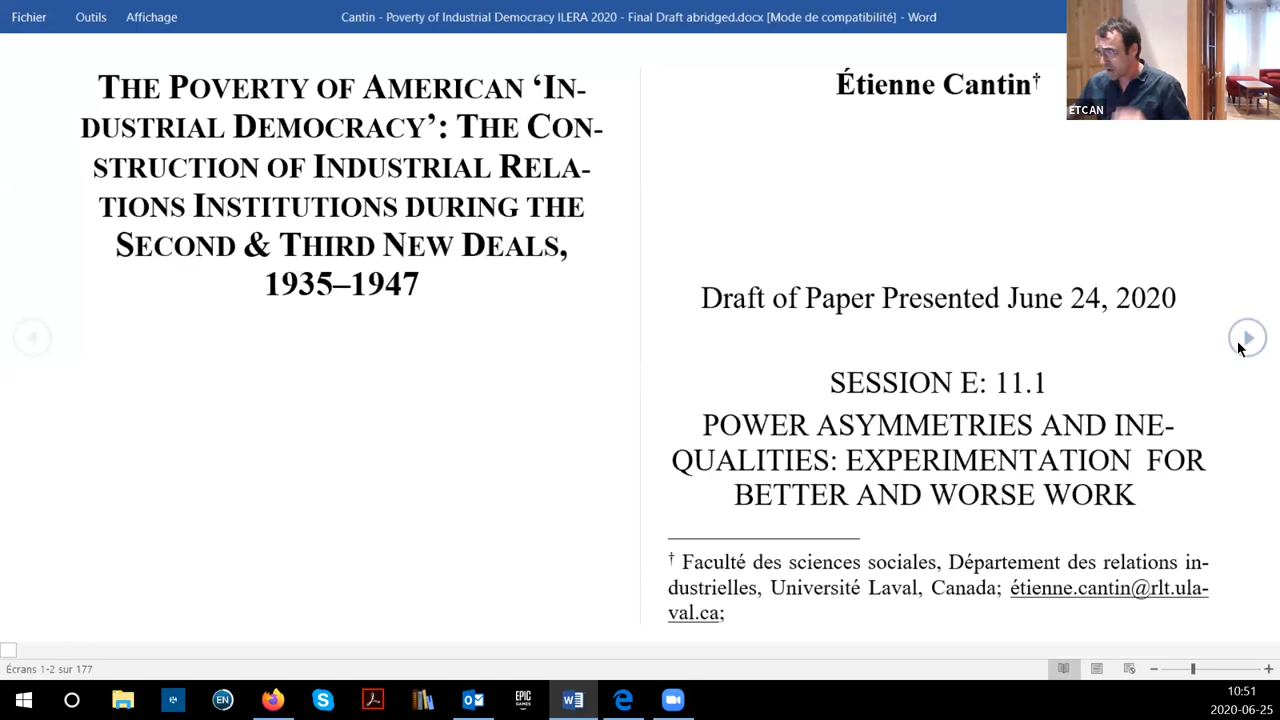 Fichier Outils Affichage Cantin - Poverty of Industrial Democracy ILERA 2020 - Final Draft abridged.docx [Mode de compatibilité] - Word
ETCAN
THE POVERTY OF AMERICAN ‘IN-
DUSTRIAL DEMOCRACY’: THE CON-
STRUCTION OF INDUSTRIAL RELA-
TIONS INSTITUTIONS DURING THE
SECOND & THIRD NEW DEALS,
1935–1947
Étienne Cantin†
Draft of Paper Presented June 24, 2020
SESSION E: 11.1
POWER ASYMMETRIES AND INE-
QUALITIES: EXPERIMENTATION FOR
BETTER AND WORSE WORK
† Faculté des sciences sociales, Département des relations in-
dustrielles, Université Laval, Canada; étienne.cantin@rlt.ula-
val.ca;
Écrans 1-2 sur 177
EN
EPIC
GAMES
10:51
2020-06-25